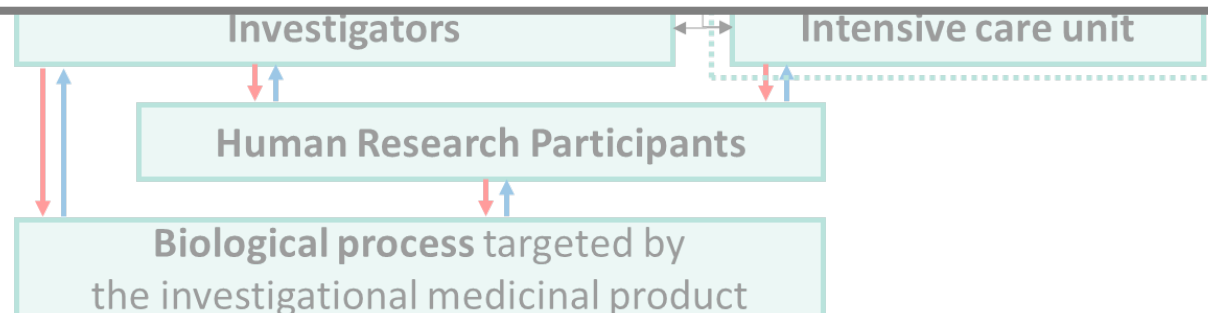 Investigators
Intensive care unit
Human Research Participants
Biological process targeted by
the investigational medicinal product